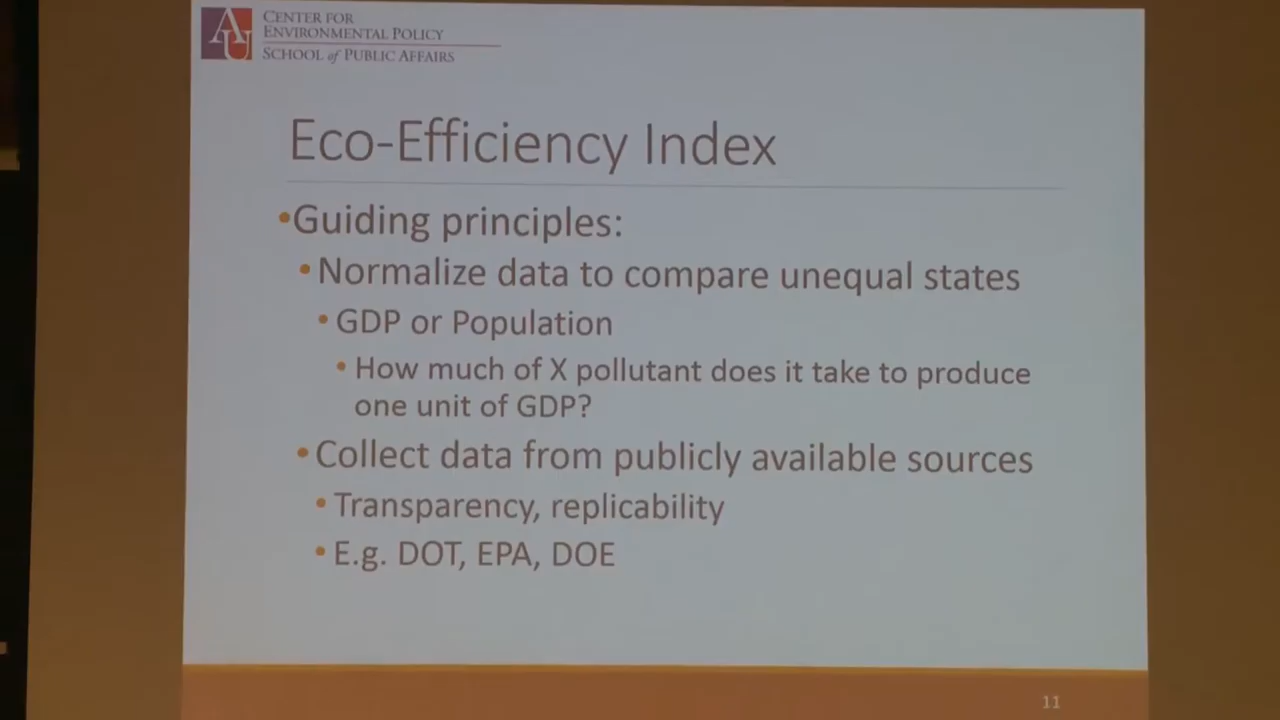 AU
CENTER FOR
ENVIRONMENTAL POLICY
SCHOOL of PUBLIC AFFAIRS
Eco-Efficiency Index
•Guiding principles:
•Normalize data to compare unequal states
•GDP or Population
•How much of X pollutant does it take to produce
one unit of GDP?
•Collect data from publicly available sources
•Transparency, replicability
•E.g. DOT, EPA, DOE
11